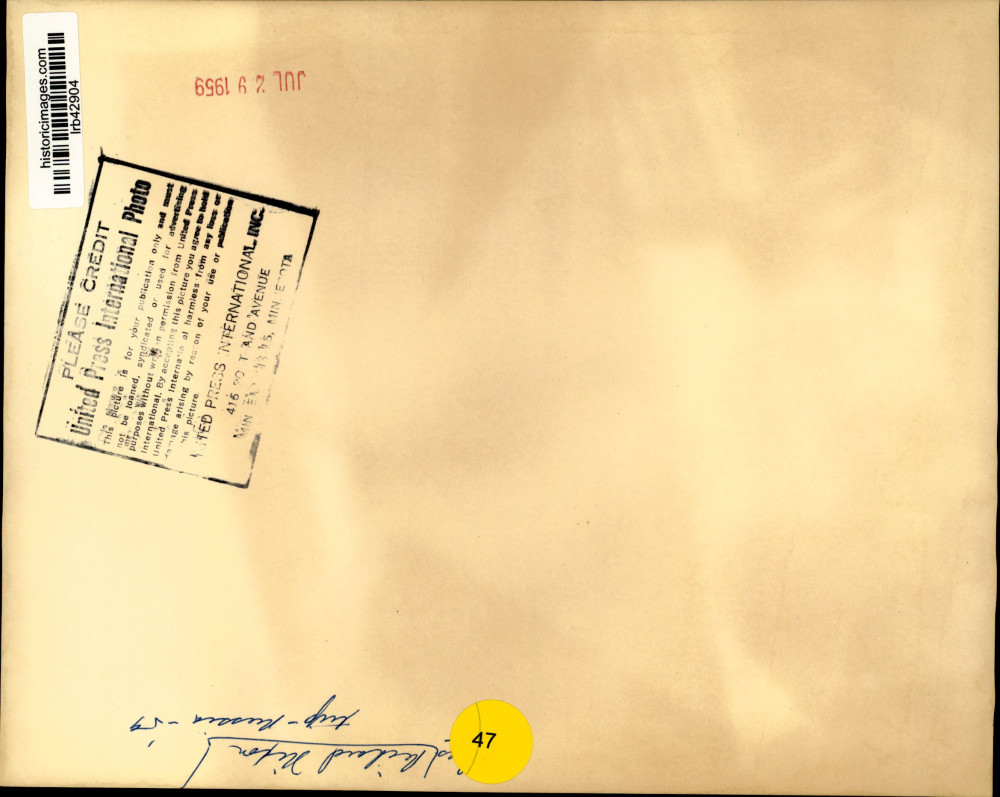 historicimages.com
lrb42904
JUL 29 1959
PLEASE CREDIT
United Press International Photo
This picture is for your publication only and must
not be loaned, syndicated or used for advertising
purposes without written permission from United Press
International. By accepting this picture you agree to hold
United Press International harmless from any loss or
damage arising by reason of your use or publication
this picture.
UNITED PRESS INTERNATIONAL INC.
416 AND AVENUE
15, MINNESOTA
47
Richard Nixon
trip - Russia - '59